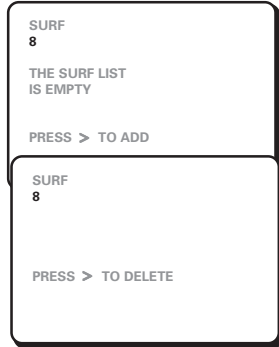 SURF
8
THE SURF LIST
IS EMPTY
PRESS > TO ADD
SURF
8
PRESS > TO DELETE